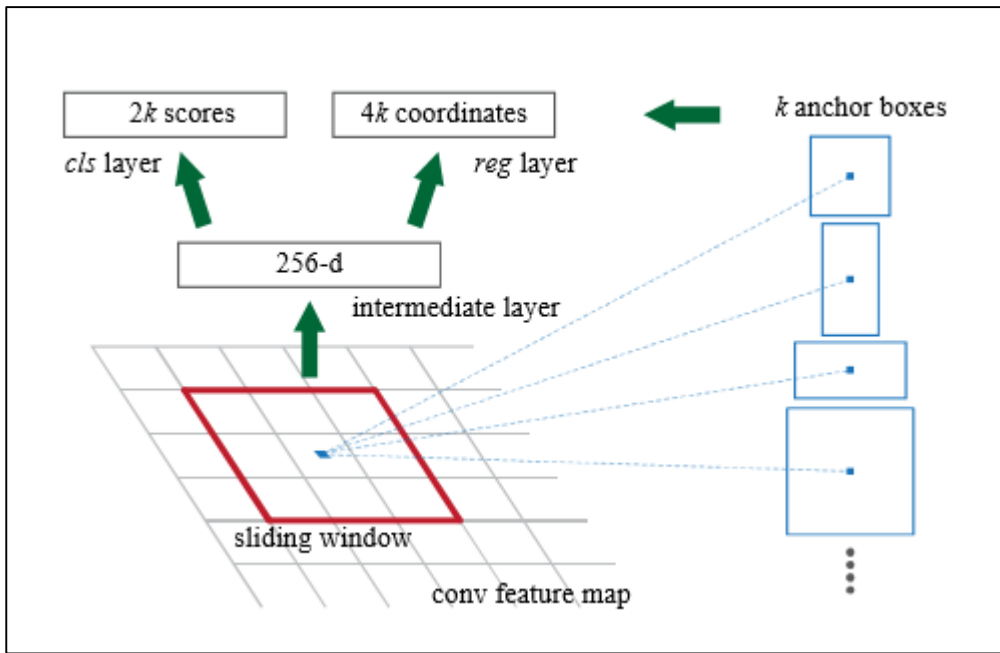 2k scores
4k coordinates
k anchor boxes
cls layer
reg layer
256-d
intermediate layer
sliding window
conv feature map